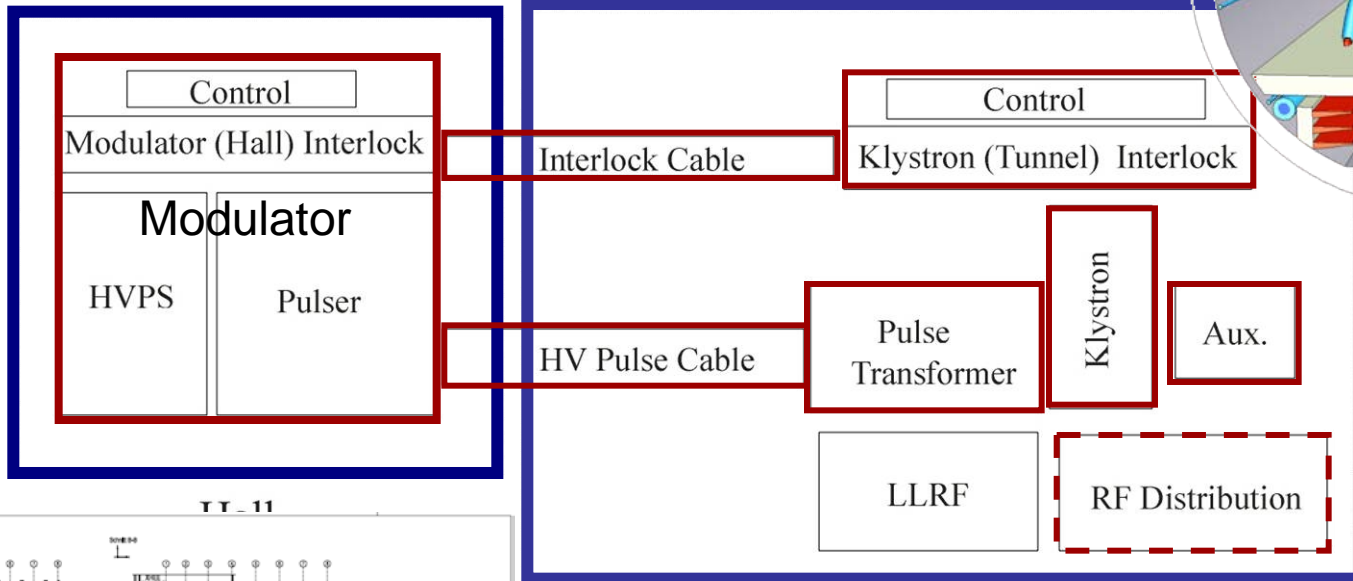 Control
Modulator (Hall) Interlock
Modulator
HVPS
Pulser
Interlock Cable
HV Pulse Cable
Control
Klystron (Tunnel) Interlock
Pulse
Transformer
Klystron
Aux.
LLRF
RF Distribution